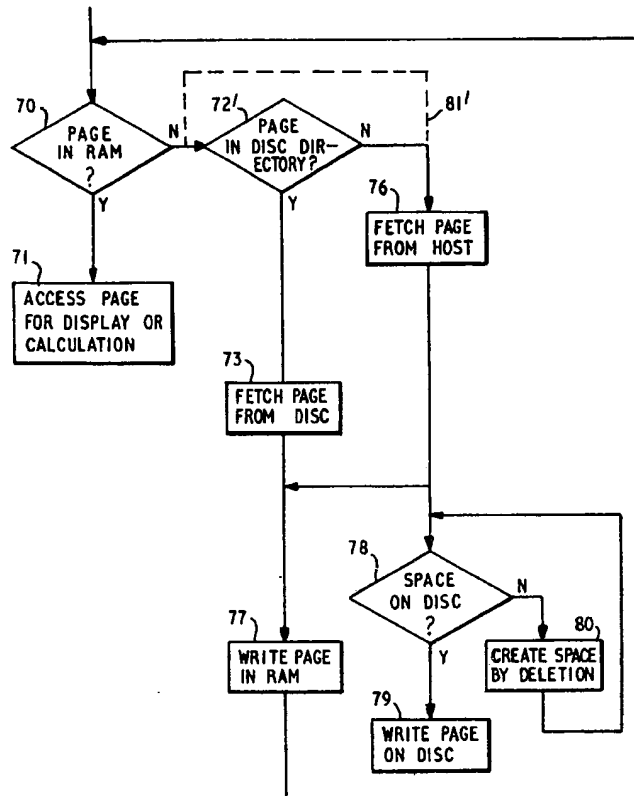 70
PAGE
IN RAM
?
N
Y
72'
PAGE
IN DISC DIR-
ECTORY?
N
Y
81'
76
FETCH PAGE
FROM HOST
71
ACCESS PAGE
FOR DISPLAY OR
CALCULATION
73
FETCH PAGE
FROM DISC
78
SPACE
ON DISC
?
N
Y
77
WRITE PAGE
IN RAM
80
CREATE SPACE
BY DELETION
79
WRITE PAGE
ON DISC